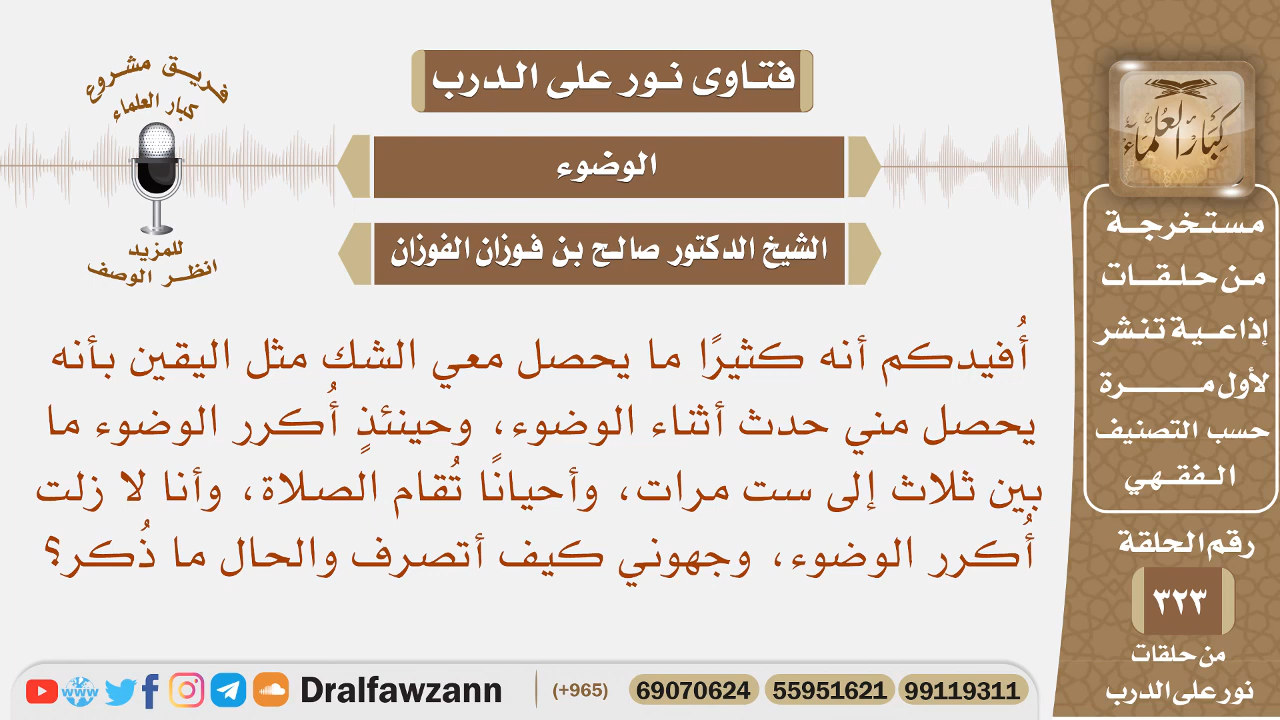 فتاوى نور على الدرب
الوضوء
الشيخ الدكتور صالح بن فوزان الفوزان
فريق مشروع
كبار العلماء
للمزيد
انظر الوصف
أُفيدكم أنه كثيرًا ما يحصل معي الشك مثل اليقين بأنه
يحصل مني حدث أثناء الوضوء، وحينئذٍ أُكرر الوضوء ما
بين ثلاث إلى ست مرات، وأحيانًا تُقام الصلاة، وأنا لا زلت
أُكرر الوضوء، وجهوني كيف أتصرف والحال ما ذُكر؟
كِبَارُ العُلَمَاء
مستخرجة
من حلقات
إذاعية تنشر
لأول مرة
حسب التصنيف
الفقهي
رقم الحلقة
٣٢٣
من حلقات
نور على الدرب
www Dralfawzann (+965) 69070624 55951621 99119311